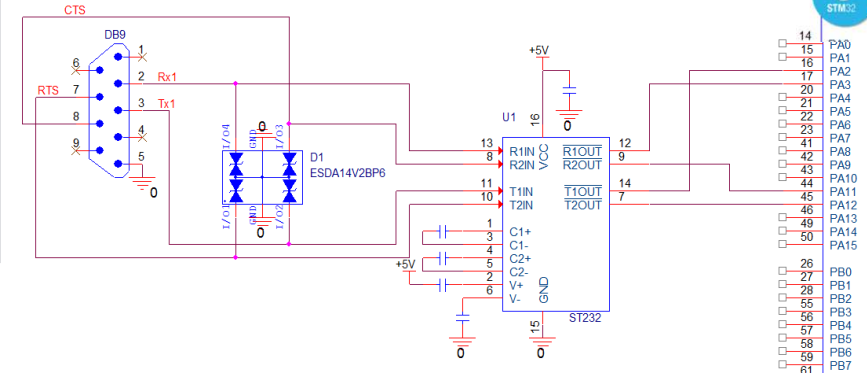 CTS
STM32
DB9
1
6
2
Rx1
RTS
7
3
Tx1
8
4
9
5
0
I/O4
GND
0
I/O3
D1
ESDA14V2BP6
I/O1
GND
0
I/O2
+5V
0
U1
16
VCC
13
R1IN
8
R2IN
11
T1IN
10
T2IN
1
C1+
3
C1-
4
C2+
5
C2-
+5V
2
V+
6
V-
0
GND
15
0
ST232
R1OUT
12
R2OUT
9
T1OUT
14
T2OUT
7
14 PA0
15 PA1
16 PA2
17 PA3
20 PA4
21 PA5
22 PA6
23 PA7
41 PA8
42 PA9
43 PA10
44 PA11
45 PA12
46 PA13
49 PA14
50 PA15
26 PB0
27 PB1
28 PB2
55 PB3
56 PB4
57 PB5
58 PB6
59 PB7
61